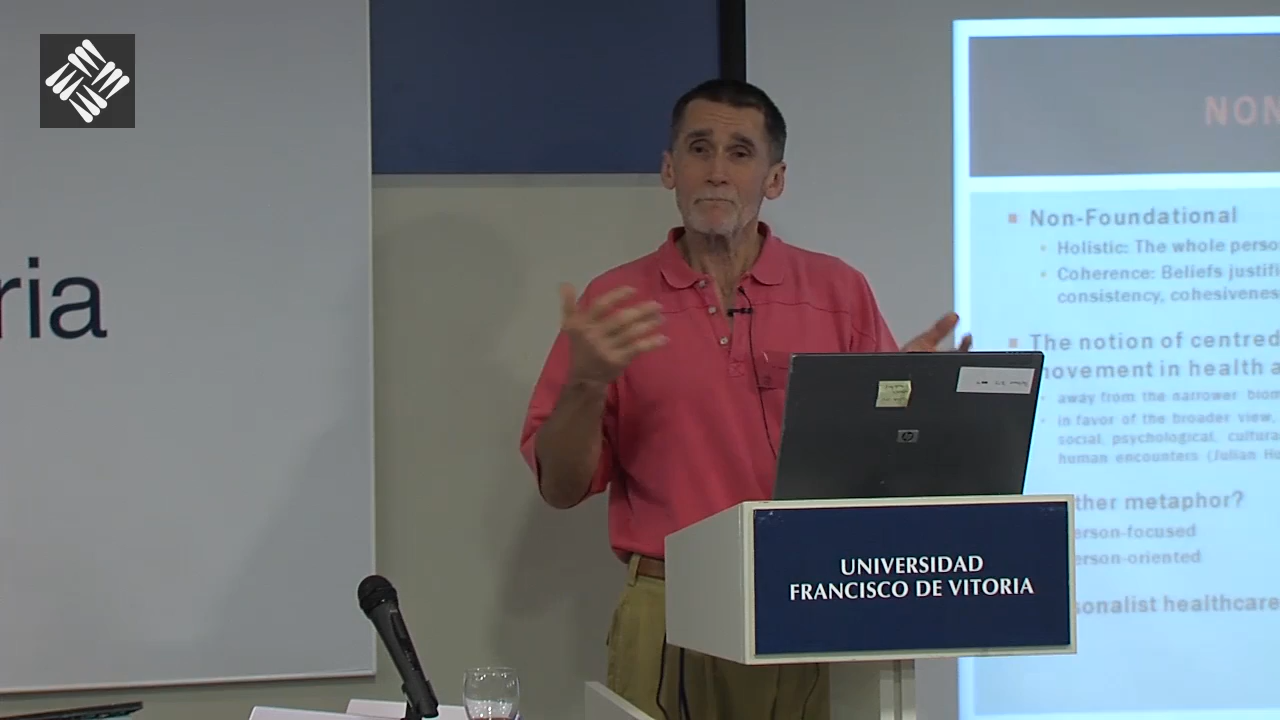 ria
NON
Non-Foundational
Holistic: The whole perso
Coherence: Beliefs justifi
consistency, cohesivenes
The notion of centred
movement in health a
away from the narrower biom
in favor of the broader view,
social, psychological, cultura
human encounters (Julian Hu
ther metaphor?
erson-focused
erson-oriented
sonalist healthcare
hp
UNIVERSIDAD
FRANCISCO DE VITORIA